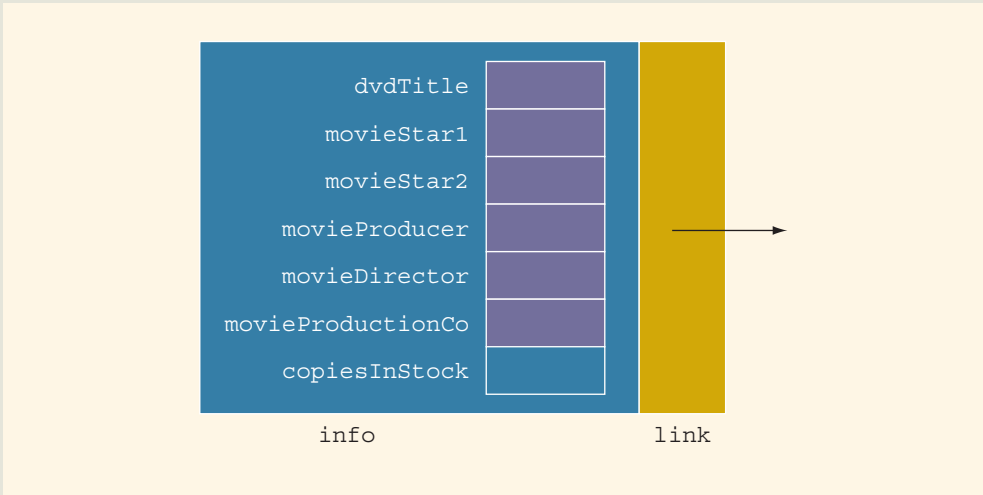 dvdTitle
movieStar1
movieStar2
movieProducer
movieDirector
movieProductionCo
copiesInStock
info link